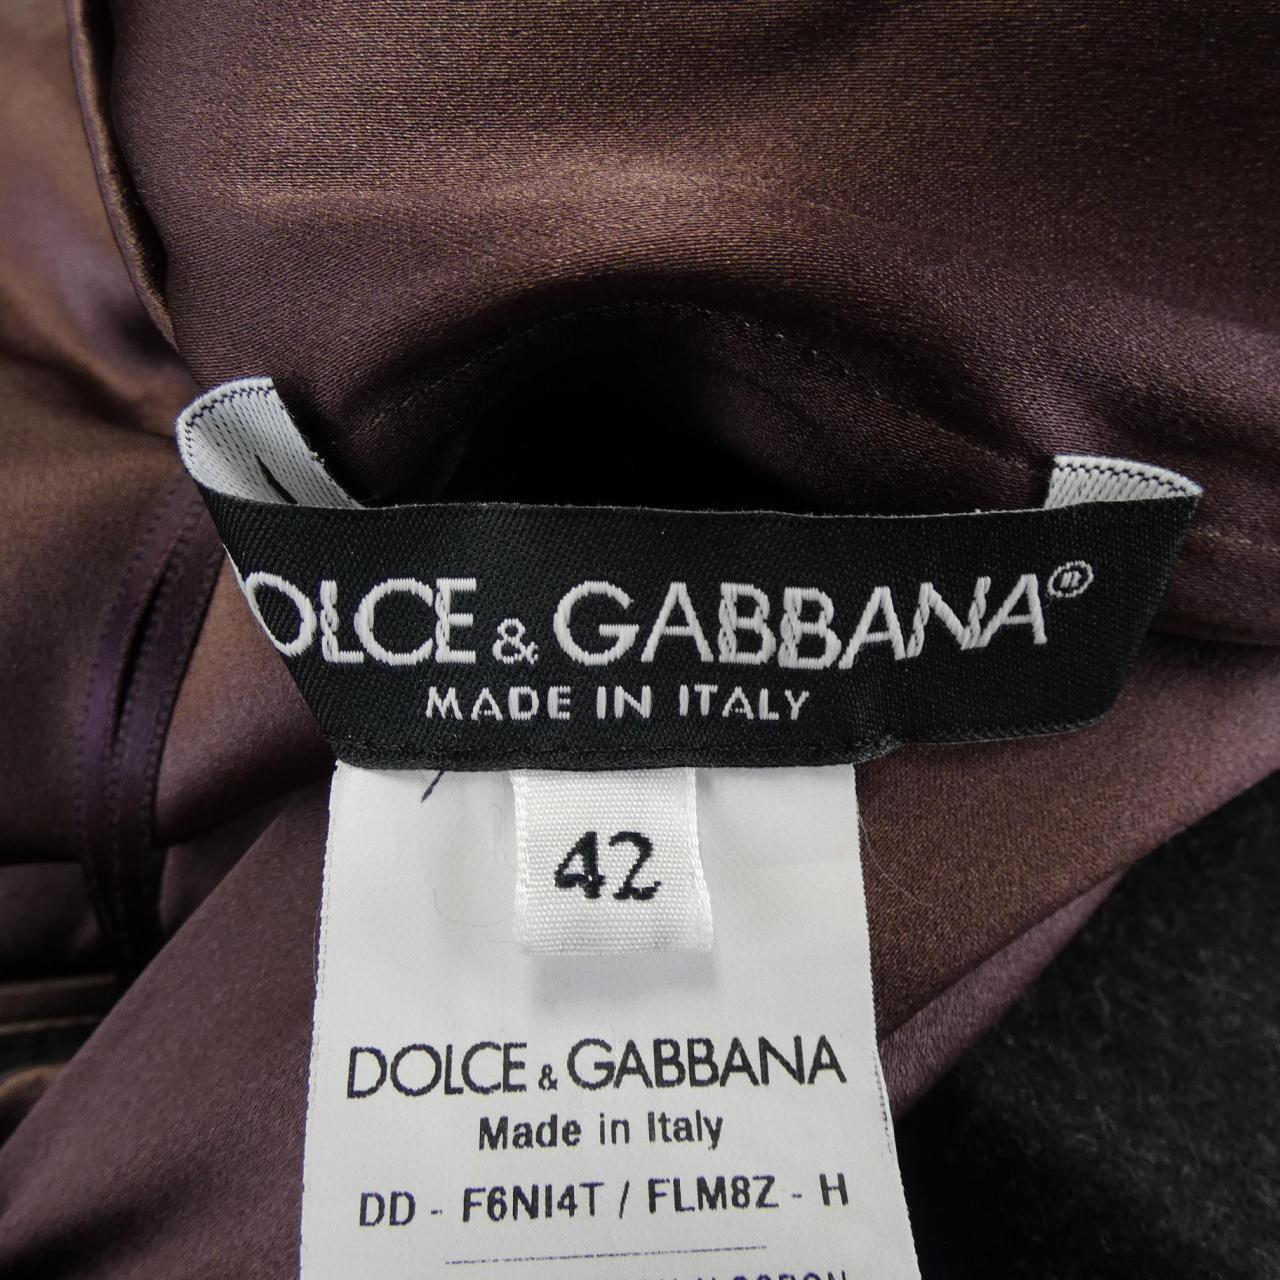 DOLCE & GABBANA®
MADE IN ITALY
42
DOLCE & GABBANA
Made in Italy
DD - F6NI4T / FLM8Z - H